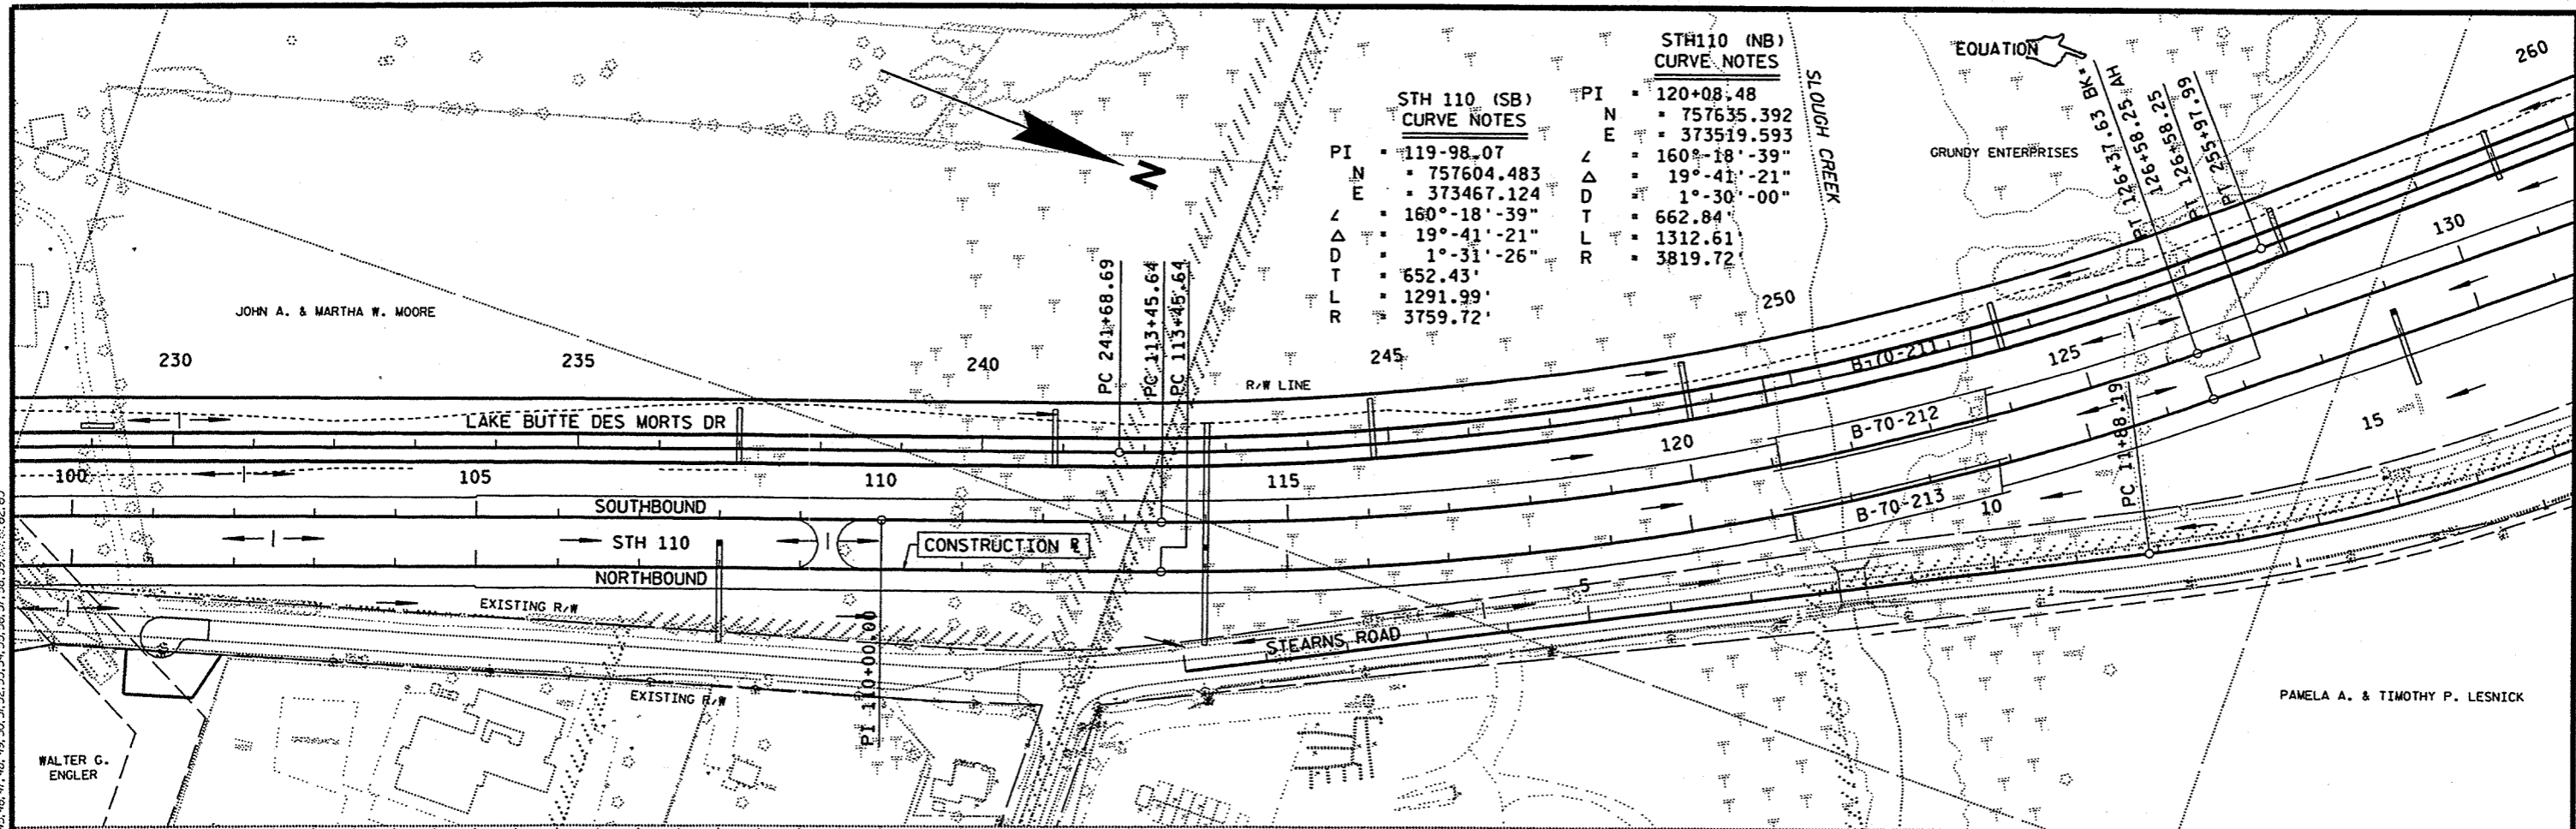 EQUATION
260
STH110 (NB)
CURVE NOTES
PI = 120+08.48
N = 757635.392
E = 373519.593
∠ = 160°-18'-39"
△ = 19°-41'-21"
D = 1°-30'-00"
T = 662.84'
L = 1312.61'
R = 3819.72'
STH 110 (SB)
CURVE NOTES
PI = 119-98.07
N = 757604.483
E = 373467.124
∠ = 160°-18'-39"
△ = 19°-41'-21"
D = 1°-31'-26"
T = 652.43'
L = 1291.99'
R = 3759.72'
SLOUGH CREEK
GRUNDY ENTERPRISES
PT 126+37.63 BK=
126+58.25 AH
PT 126+58.25
PT 255+97.99
N
JOHN A. & MARTHA W. MOORE
230
235
240
245
250
PC 241+68.69
PC 113+45.64
PC 113+45.64
R/W LINE
130
125
B-70-211
B-70-212
B-70-213
LAKE BUTTE DES MORTS DR
100
105
110
115
120
PC 11+88.19
15
10
SOUTHBOUND
STH 110
CONSTRUCTION ℞
NORTHBOUND
EXISTING R/W
5
STEARNS ROAD
PI 110+00.00
EXISTING R/W
PAMELA A. & TIMOTHY P. LESNICK
WALTER G.
ENGLER